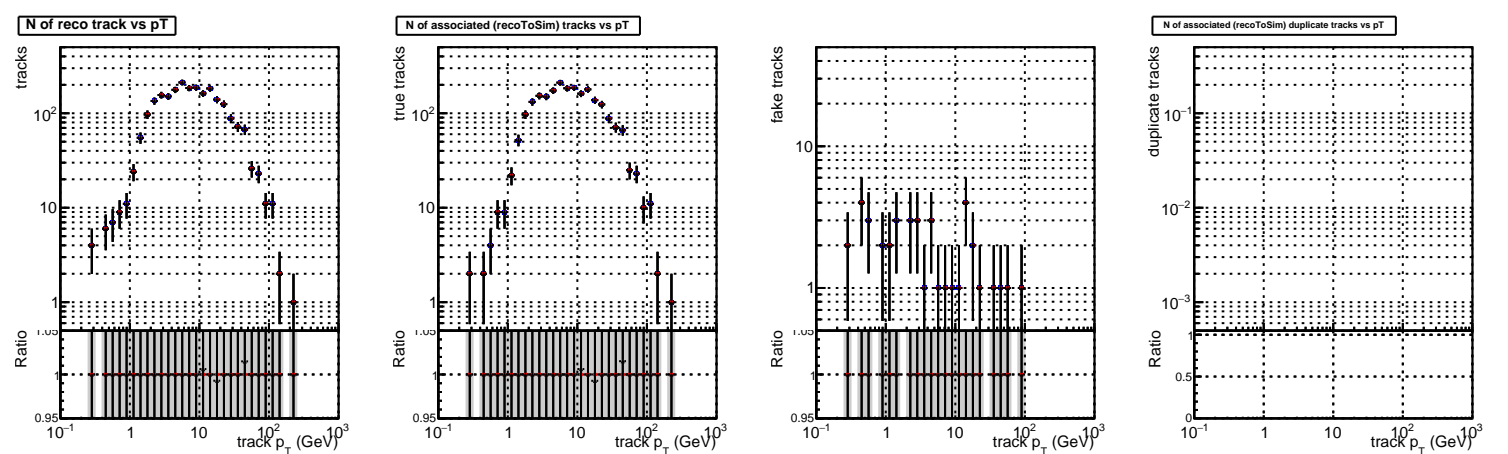 N of reco track vs pT
tracks
10²
10
1
Ratio
1.05
1
0.95
10⁻¹ 1 10 10² 10³
track p_T (GeV)
N of associated (recoToSim) tracks vs pT
true tracks
10²
10
1
Ratio
1.05
1
0.95
10⁻¹ 1 10 10² 10³
track p_T (GeV)
fake tracks
10
1
Ratio
1.05
1
0.95
10⁻¹ 1 10 10² 10³
track p_T (GeV)
N of associated (recoToSim) duplicate tracks vs pT
duplicate tracks
10⁻¹
10⁻²
10⁻³
Ratio
1
0.5
0
10⁻¹ 1 10 10² 10³
track p_T (GeV)